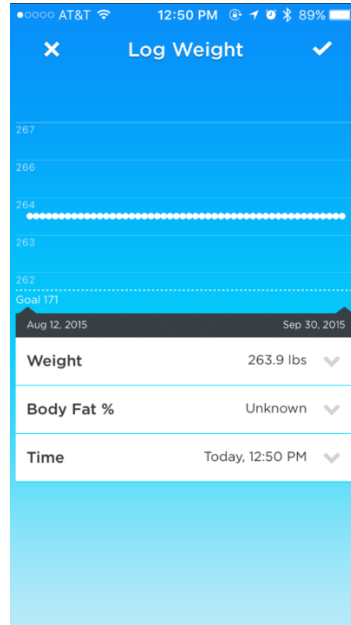 AT&T 12:50 PM 89%
Log Weight
267
266
264
263
262
Goal 171
Aug 12, 2015 Sep 30, 2015
Weight 263.9 lbs
Body Fat % Unknown
Time Today, 12:50 PM